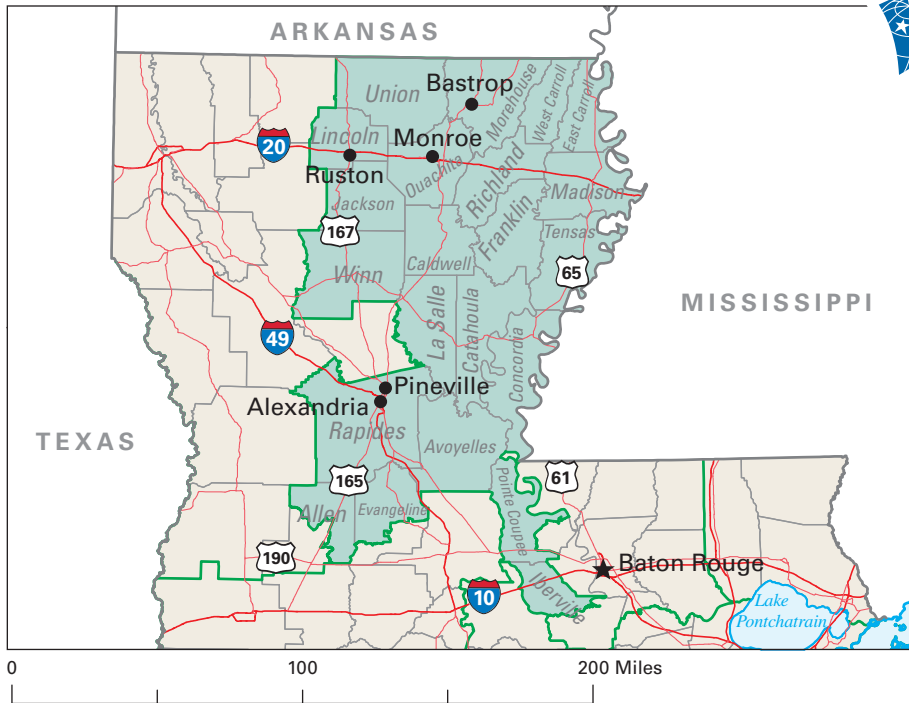 ARKANSAS
Bastrop
Union
Morehouse
West Carroll
East Carroll
Lincoln
Monroe
20
Ruston
Ouachita
Richland
Madison
Jackson
Franklin
167
Tensas
Winn
Caldwell
65
MISSISSIPPI
La Salle
Catahoula
49
Concordia
Pineville
Alexandria
TEXAS
Rapides
Avoyelles
165
61
Pointe Coupee
Allen
Evangeline
190
Baton Rouge
10
Iberville
Lake
Pontchatrain
0 100 200 Miles